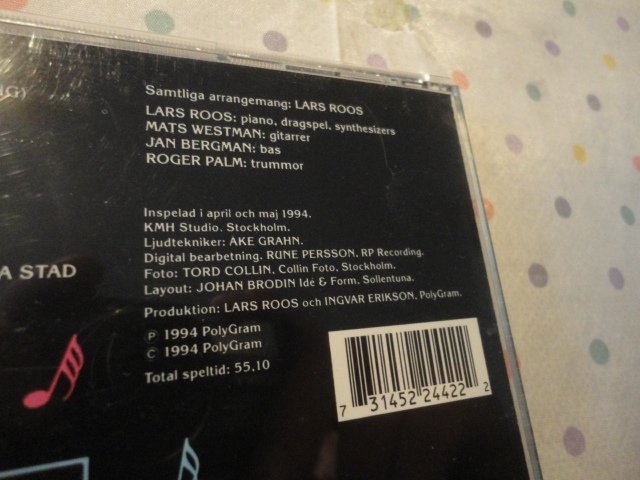 NG)
Samtliga arrangemang: LARS ROOS
LARS ROOS: piano, dragspel, synthesizers
MATS WESTMAN: gitarrer
JAN BERGMAN: bas
ROGER PALM: trummor
Inspelad i april och maj 1994.
KMH Studio. Stockholm.
Ljudtekniker: ÅKE GRAHN.
Digital bearbetning. RUNE PERSSON, RP Recording.
Foto: TORD COLLIN, Collin Foto, Stockholm.
Layout: JOHAN BRODIN Idé & Form. Sollentuna.
A STAD
Produktion: LARS ROOS och INGVAR ERIKSON, PolyGram.
℗ 1994 PolyGram
© 1994 PolyGram
Total speltid: 55.10
7 31452 24422 2